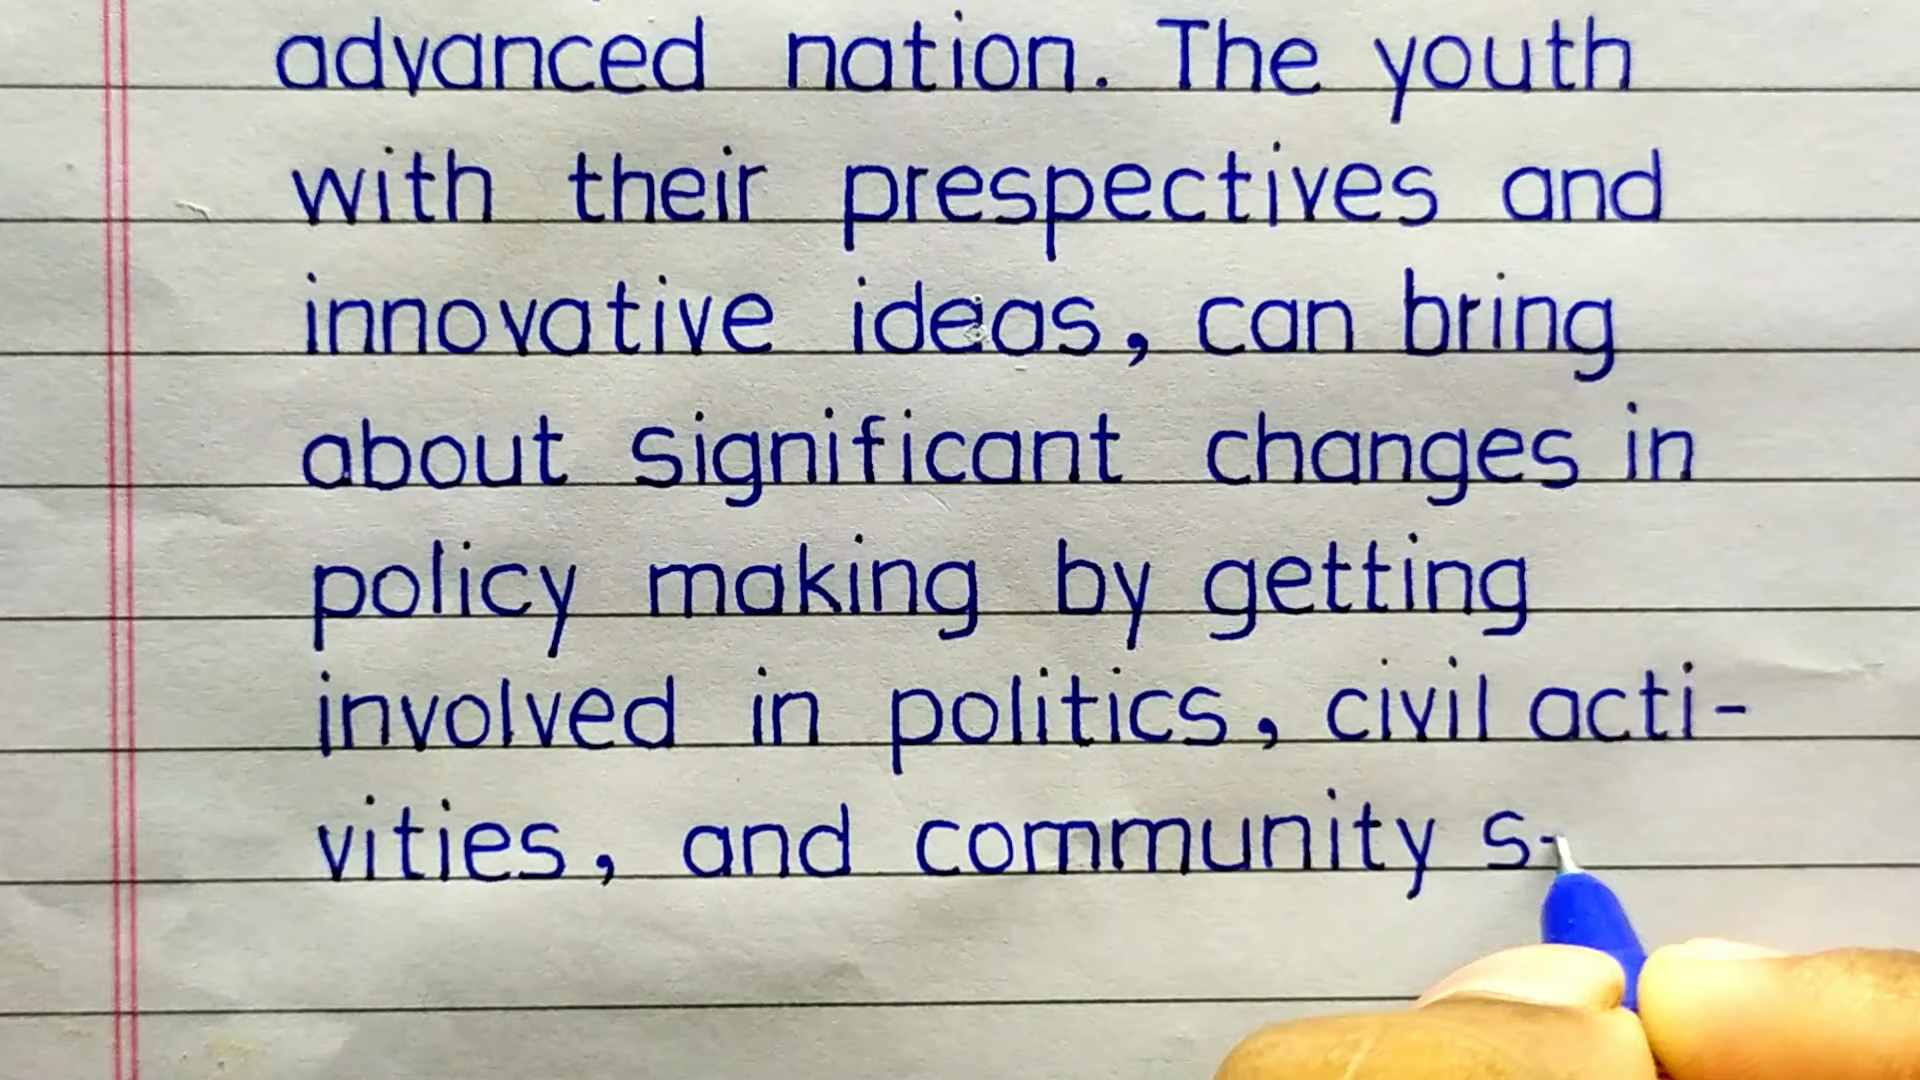 advanced nation. The youth
with their prespectives and
innovative ideas, can bring
about significant changes in
policy making by getting
involved in politics, civil acti-
vities, and community